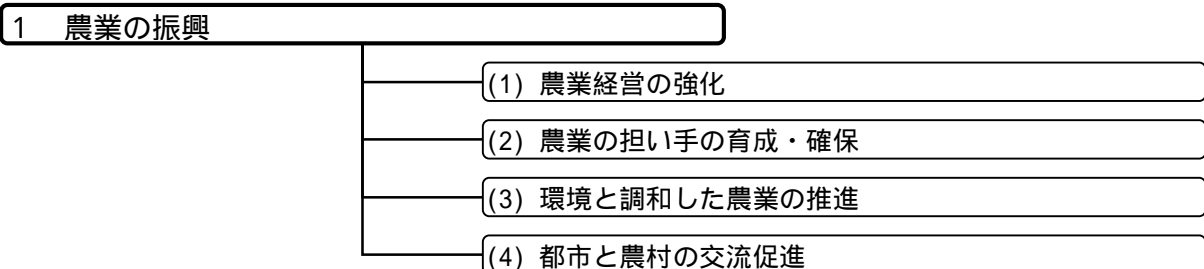 1　農業の振興
(1) 農業経営の強化
(2) 農業の担い手の育成・確保
(3) 環境と調和した農業の推進
(4) 都市と農村の交流促進